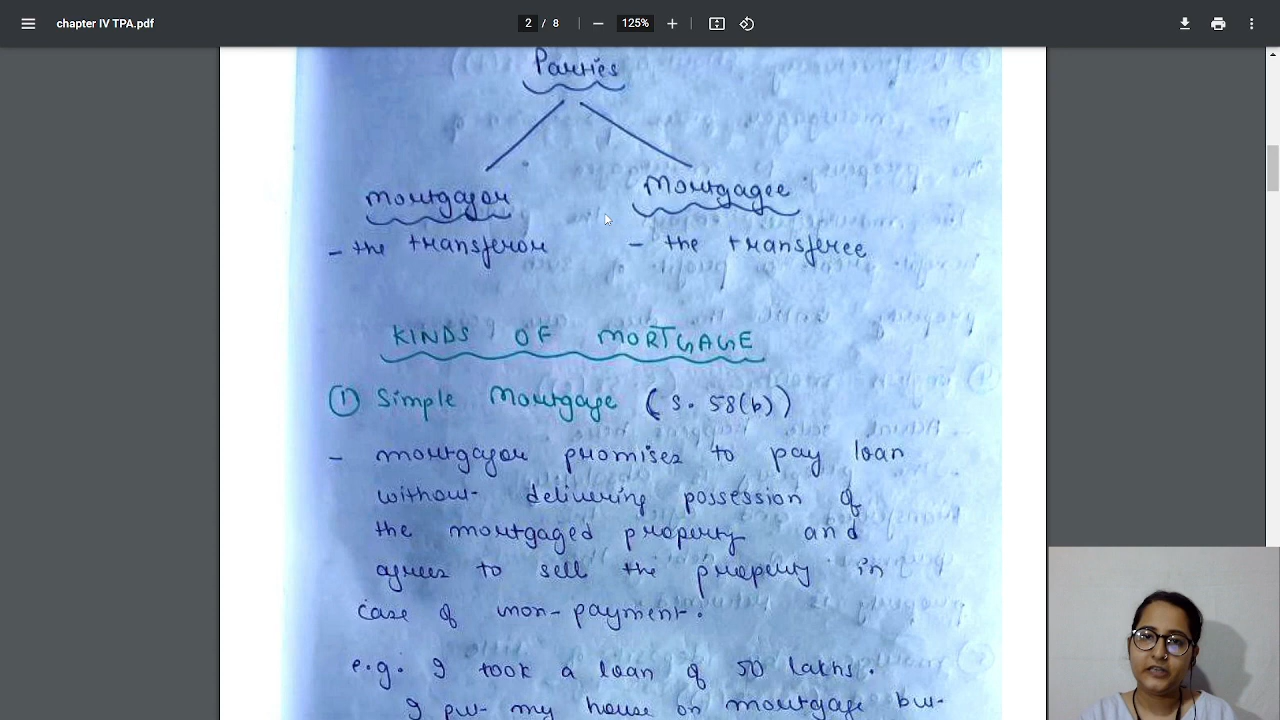 chapter IV TPA.pdf
2 / 8
125%
Parties
Mortgagor
Mortgagee
- the transferor
- the transferee
KINDS OF MORTGAGE
① Simple Mortgage (S. 58(b))
- mortgagor promises to pay loan
without delivering possession of
the mortgaged property and
agrees to sell the property in
case of non-payment.
e.g. I took a loan of 50 lakhs.
I put my house on mortgage but